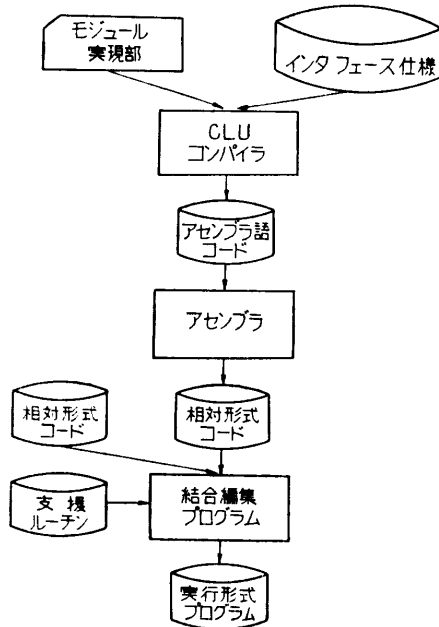 モジュール
実現部
インタフェース仕様
CLU
コンパイラ
アセンブラ語
コード
アセンブラ
相対形式
コード
相対形式
コード
支援
ルーチン
結合編集
プログラム
実行形式
プログラム